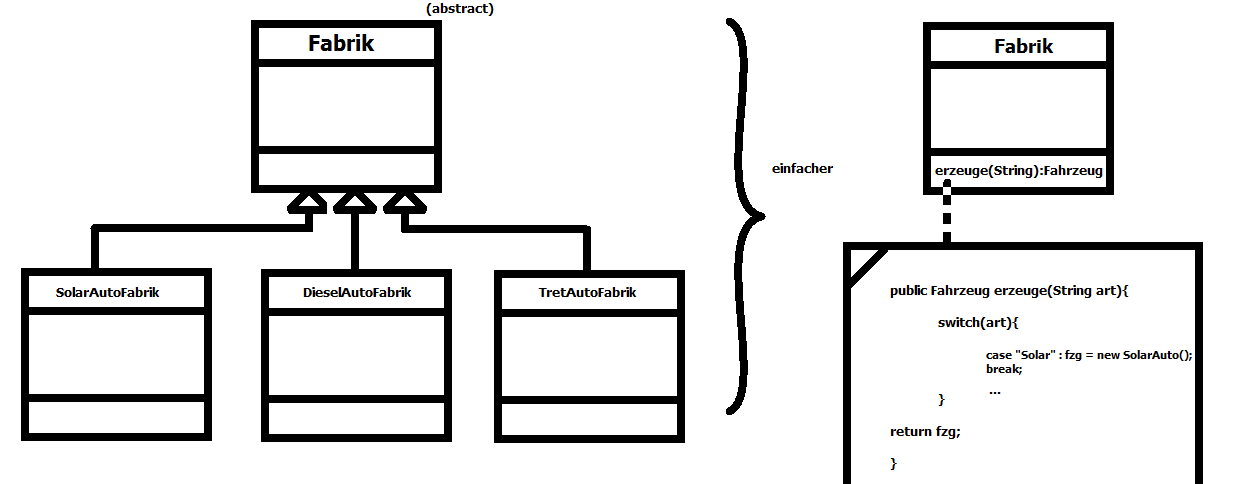 (abstract)
Fabrik
SolarAutoFabrik
DieselAutoFabrik
TretAutoFabrik
einfacher
Fabrik
erzeuge(String):Fahrzeug
public Fahrzeug erzeuge(String art){
switch(art){
case "Solar" : fzg = new SolarAuto();
break;
...
}
return fzg;
}